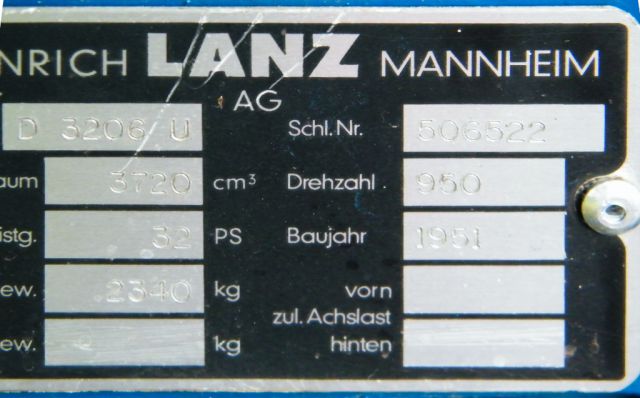 NRICH LANZ MANNHEIM
AG
D 3206 U Schl.Nr. 506522
aum 3720 cm³ Drehzahl 950
istg. 32 PS Baujahr 1951
ew. 2340 kg vorn
zul. Achslast
ew. kg hinten